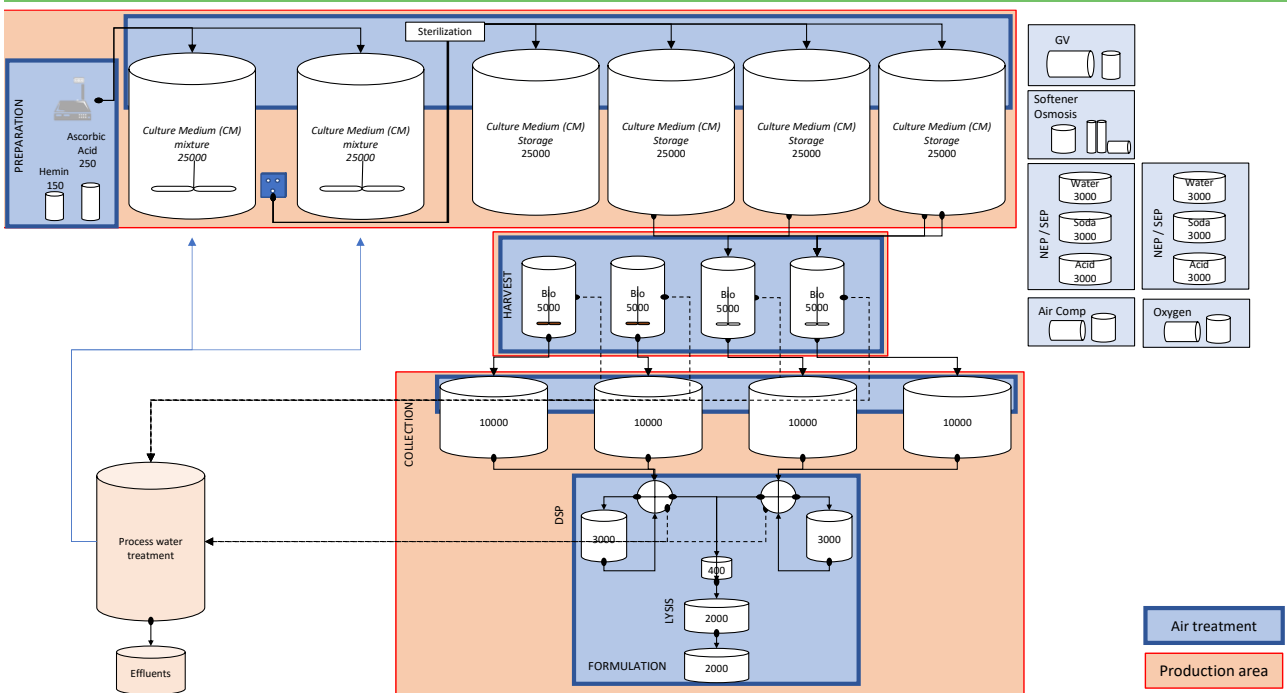 Sterilization
PREPARATION
Ascorbic
Acid
250
Hemin
150
Culture Medium (CM)
mixture
25000
Culture Medium (CM)
mixture
25000
Culture Medium (CM)
Storage
25000
Culture Medium (CM)
Storage
25000
Culture Medium (CM)
Storage
25000
Culture Medium (CM)
Storage
25000
GV
Softener
Osmosis
NEP / SEP
Water
3000
Soda
3000
Acid
3000
NEP / SEP
Water
3000
Soda
3000
Acid
3000
Air Comp
Oxygen
HARVEST
Bio
5000
Bio
5000
Bio
5000
Bio
5000
COLLECTION
10000
10000
10000
10000
DSP
3000
3000
400
LYSIS
2000
2000
FORMULATION
Process water
treatment
Effluents
Air treatment
Production area